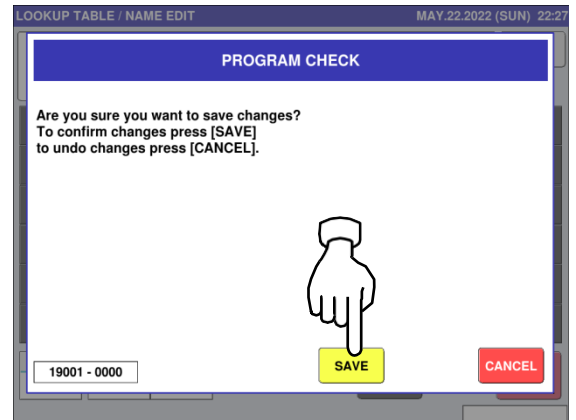 LOOKUP TABLE / NAME EDIT MAY.22.2022 (SUN) 22:27
PROGRAM CHECK
Are you sure you want to save changes?
To confirm changes press [SAVE]
to undo changes press [CANCEL].
19001 - 0000
SAVE
CANCEL